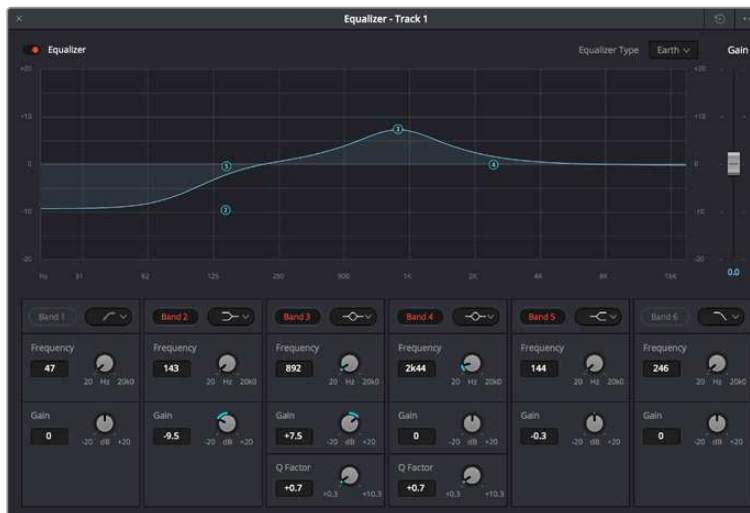 Equalizer - Track 1
Equalizer Equalizer Type Earth Gain
+20 +20
+10 +10
0 0
-10 -10
-20 -20
3
5 4
2
0.0
Hz 31 62 125 250 500 1K 2K 4K 8K 16K
Band 1 Band 2 Band 3 Band 4 Band 5 Band 6
Frequency Frequency Frequency Frequency Frequency Frequency
47 143 892 2k44 144 246
20 Hz 20k0 20 Hz 20k0 20 Hz 20k0 20 Hz 20k0 20 Hz 20k0 20 Hz 20k0
Gain Gain Gain Gain Gain Gain
0 -9.5 +7.5 0 -0.3 0
-20 dB +20 -20 dB +20 -20 dB +20 -20 dB +20 -20 dB +20 -20 dB +20
Q Factor Q Factor
+0.7 +0.7
+0.3 +10.3 +0.3 +10.3